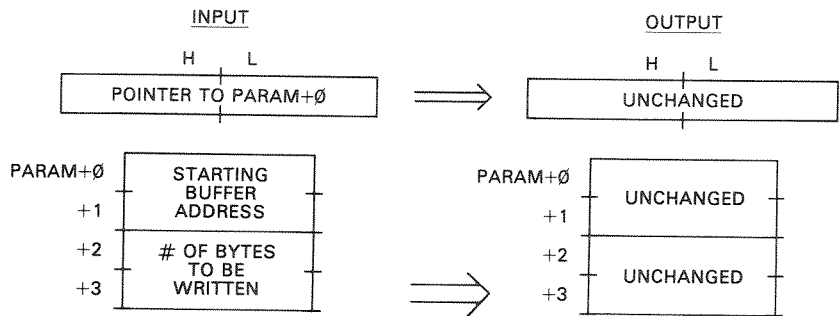 INPUT
OUTPUT
H L
H L
POINTER TO PARAM+Ø
UNCHANGED
PARAM+Ø
+1
+2
+3
STARTING
BUFFER
ADDRESS
# OF BYTES
TO BE
WRITTEN
PARAM+Ø
+1
+2
+3
UNCHANGED
UNCHANGED